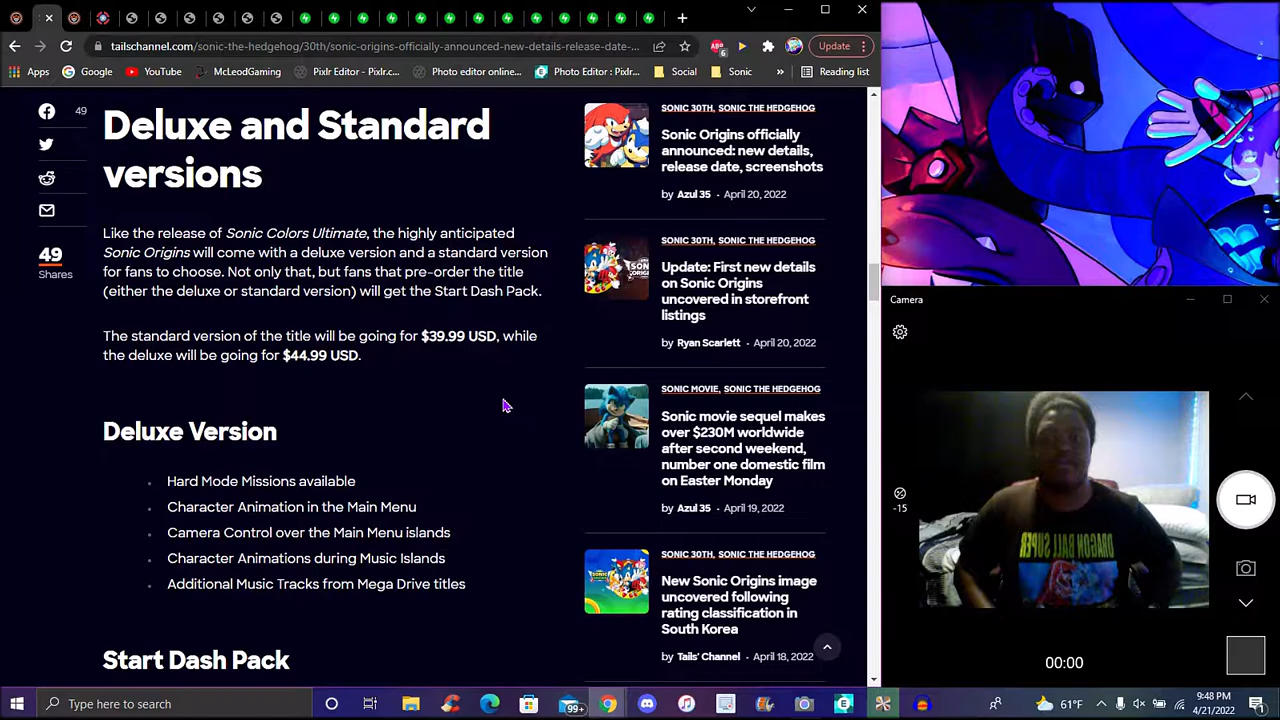 Update
tailschannel.com/sonic-the-hedgehog/30th/sonic-origins-officially-announced-new-details-release-date-...
Apps
Google
YouTube
McLeodGaming
Pixlr Editor - Pixlr.c...
Photo editor online...
Photo Editor : Pixlr...
Social
Sonic
»
Reading list
49
49
Shares
Deluxe and Standard
versions
Like the release of Sonic Colors Ultimate, the highly anticipated
Sonic Origins will come with a deluxe version and a standard version
for fans to choose. Not only that, but fans that pre-order the title
(either the deluxe or standard version) will get the Start Dash Pack.
The standard version of the title will be going for $39.99 USD, while
the deluxe will be going for $44.99 USD.
Deluxe Version
Hard Mode Missions available
Character Animation in the Main Menu
Camera Control over the Main Menu islands
Character Animations during Music Islands
Additional Music Tracks from Mega Drive titles
Start Dash Pack
SONIC 30TH, SONIC THE HEDGEHOG
Sonic Origins officially
announced: new details,
release date, screenshots
by Azul 35 - April 20, 2022
SONIC 30TH, SONIC THE HEDGEHOG
Update: First new details
on Sonic Origins
uncovered in storefront
listings
by Ryan Scarlett - April 20, 2022
SONIC MOVIE, SONIC THE HEDGEHOG
Sonic movie sequel makes
over $230M worldwide
after second weekend,
number one domestic film
on Easter Monday
by Azul 35 - April 19, 2022
SONIC 30TH, SONIC THE HEDGEHOG
New Sonic Origins image
uncovered following
rating classification in
South Korea
by Tails' Channel - April 18, 2022
Camera
-15
DRAGON BALL SUPER
00:00
Type here to search
99+
61°F
9:48 PM
4/21/2022